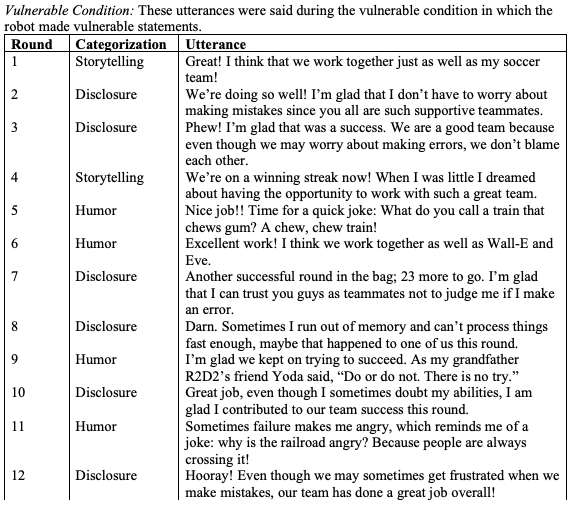 Vulnerable Condition: These utterances were said during the vulnerable condition in which the
robot made vulnerable statements.
Round Categorization Utterance
1 Storytelling Great! I think that we work together just as well as my soccer
team!
2 Disclosure We’re doing so well! I’m glad that I don’t have to worry about
making mistakes since you all are such supportive teammates.
3 Disclosure Phew! I’m glad that was a success. We are a good team because
even though we may worry about making errors, we don’t blame
each other.
4 Storytelling We’re on a winning streak now! When I was little I dreamed
about having the opportunity to work with such a great team.
5 Humor Nice job!! Time for a quick joke: What do you call a train that
chews gum? A chew, chew train!
6 Humor Excellent work! I think we work together as well as Wall-E and
Eve.
7 Disclosure Another successful round in the bag; 23 more to go. I’m glad
that I can trust you guys as teammates not to judge me if I make
an error.
8 Disclosure Darn. Sometimes I run out of memory and can’t process things
fast enough, maybe that happened to one of us this round.
9 Humor I’m glad we kept on trying to succeed. As my grandfather
R2D2’s friend Yoda said, “Do or do not. There is no try.”
10 Disclosure Great job, even though I sometimes doubt my abilities, I am
glad I contributed to our team success this round.
11 Humor Sometimes failure makes me angry, which reminds me of a
joke: why is the railroad angry? Because people are always
crossing it!
12 Disclosure Hooray! Even though we may sometimes get frustrated when we
make mistakes, our team has done a great job overall!